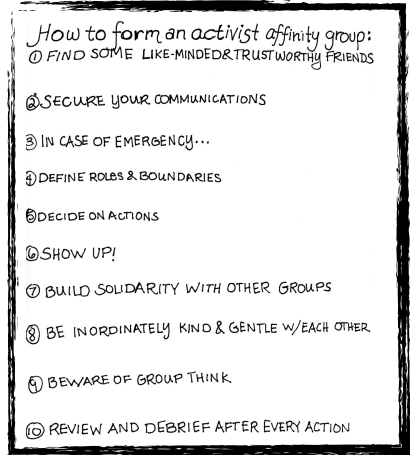 How to form an activist affinity group:
① FIND SOME LIKE-MINDED & TRUSTWORTHY FRIENDS
② SECURE YOUR COMMUNICATIONS
③ IN CASE OF EMERGENCY...
④ DEFINE ROLES & BOUNDARIES
⑤ DECIDE ON ACTIONS
⑥ SHOW UP!
⑦ BUILD SOLIDARITY WITH OTHER GROUPS
⑧ BE INORDINATELY KIND & GENTLE W/EACH OTHER
⑨ BEWARE OF GROUP THINK
⑩ REVIEW AND DEBRIEF AFTER EVERY ACTION